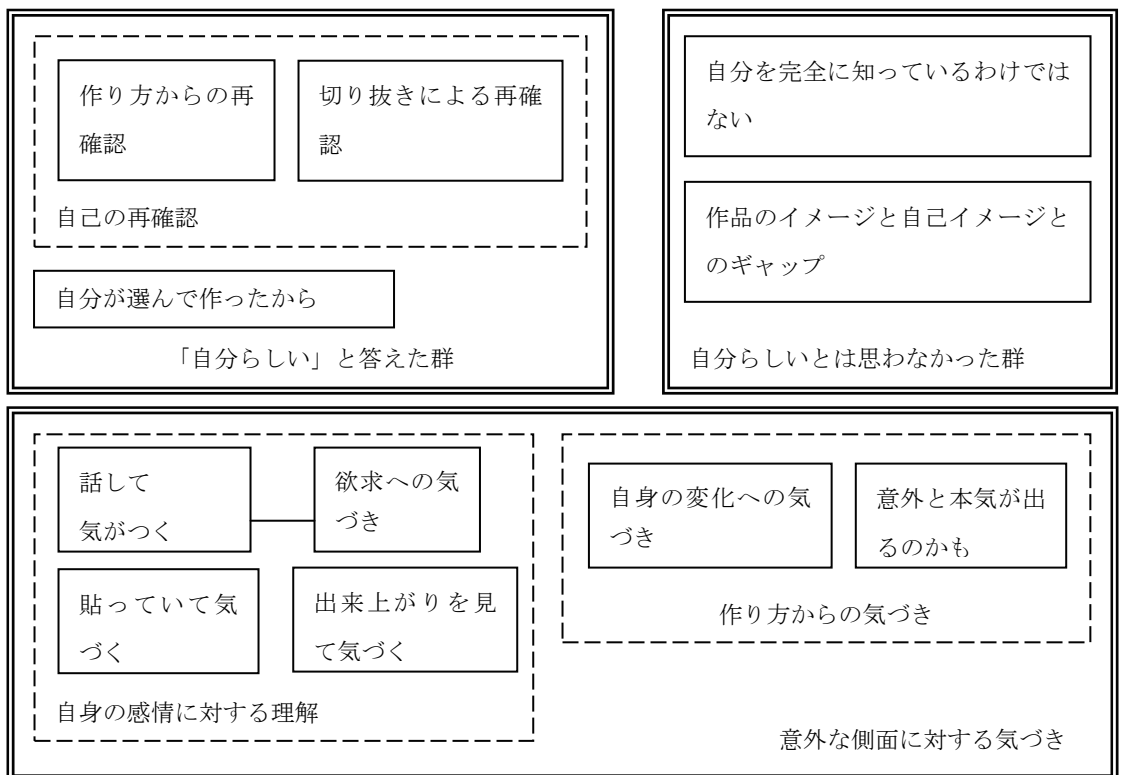 作り方からの再
確認
切り抜きによる再確
認
自己の再確認
自分が選んで作ったから
「自分らしい」と答えた群
自分を完全に知っているわけでは
ない
作品のイメージと自己イメージと
のギャップ
自分らしいとは思わなかった群
話して
気がつく
欲求への気
づき
貼っていて気
づく
出来上がりを見
て気づく
自身の感情に対する理解
自身の変化への気
づき
意外と本気が出
るのかも
作り方からの気づき
意外な側面に対する気づき